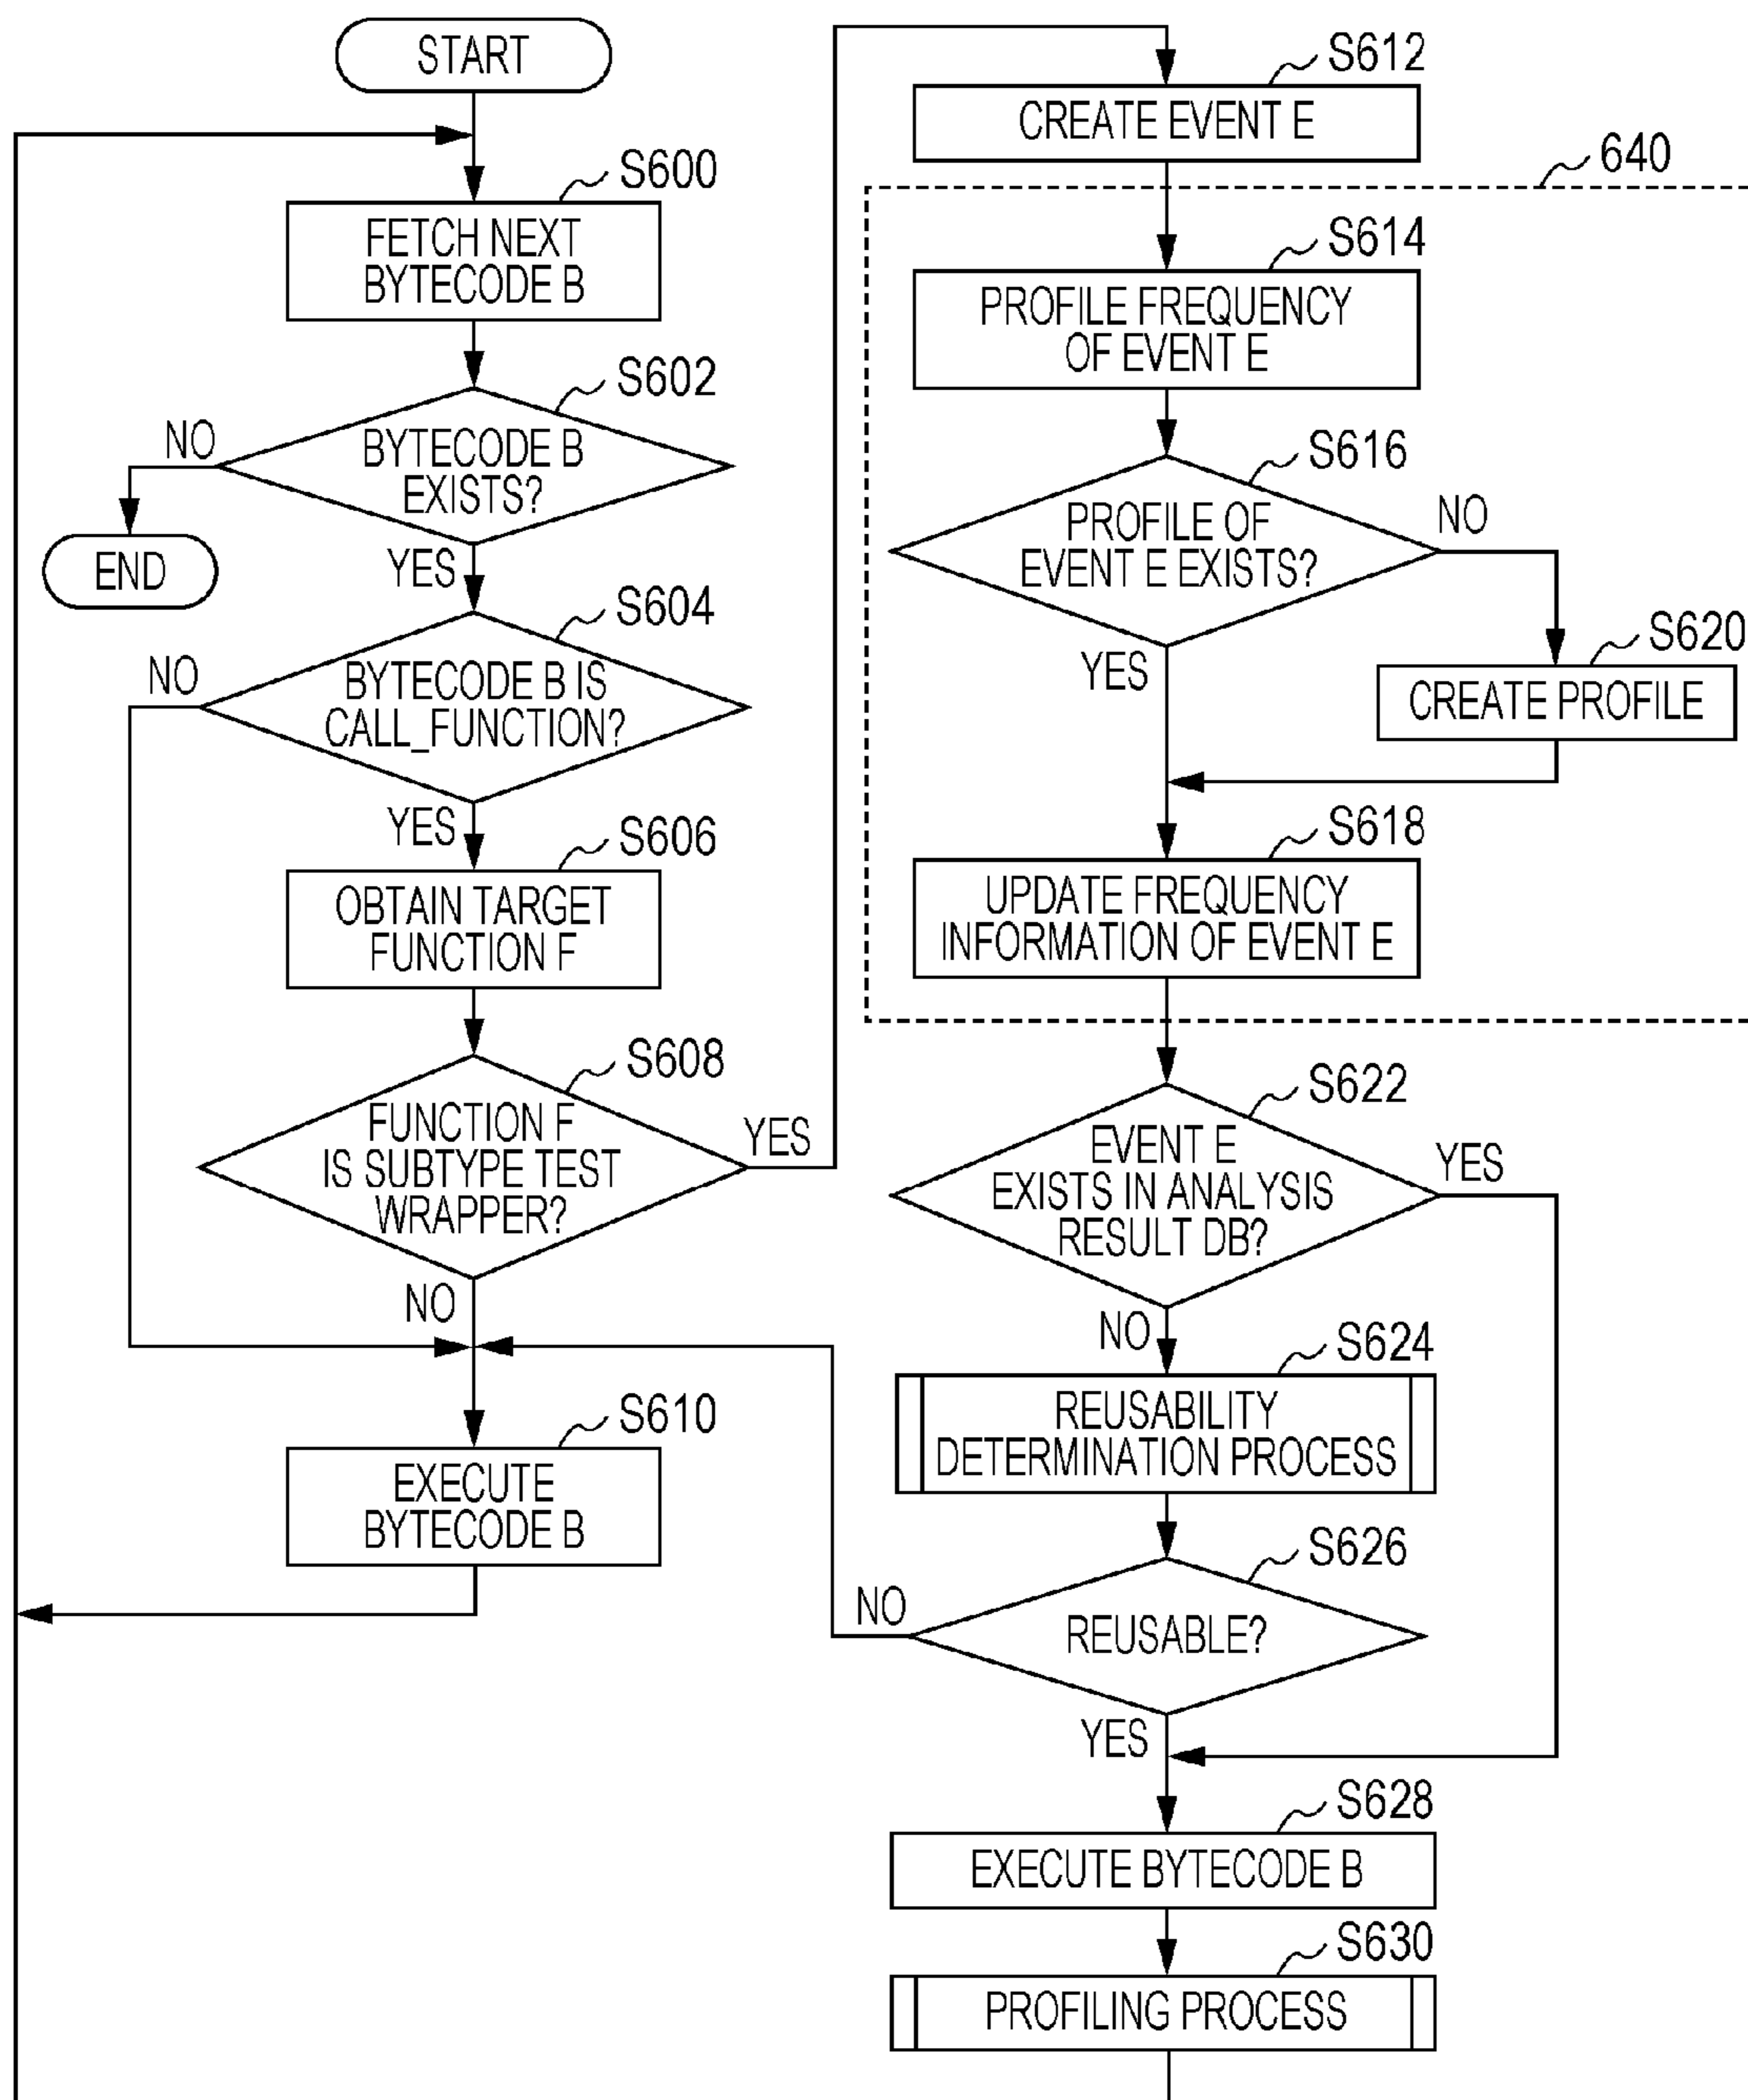 START
S600
FETCH NEXT
BYTECODE B
S602
BYTECODE B
EXISTS?
NO
END
YES
S604
BYTECODE B IS
CALL_FUNCTION?
NO
YES
S606
OBTAIN TARGET
FUNCTION F
S608
FUNCTION F
IS SUBTYPE TEST
WRAPPER?
YES
NO
S610
EXECUTE
BYTECODE B
S612
CREATE EVENT E
640
S614
PROFILE FREQUENCY
OF EVENT E
S616
PROFILE OF
EVENT E EXISTS?
NO
YES
S620
CREATE PROFILE
S618
UPDATE FREQUENCY
INFORMATION OF EVENT E
S622
EVENT E
EXISTS IN ANALYSIS
RESULT DB?
YES
NO
S624
REUSABILITY
DETERMINATION PROCESS
S626
REUSABLE?
NO
YES
S628
EXECUTE BYTECODE B
S630
PROFILING PROCESS